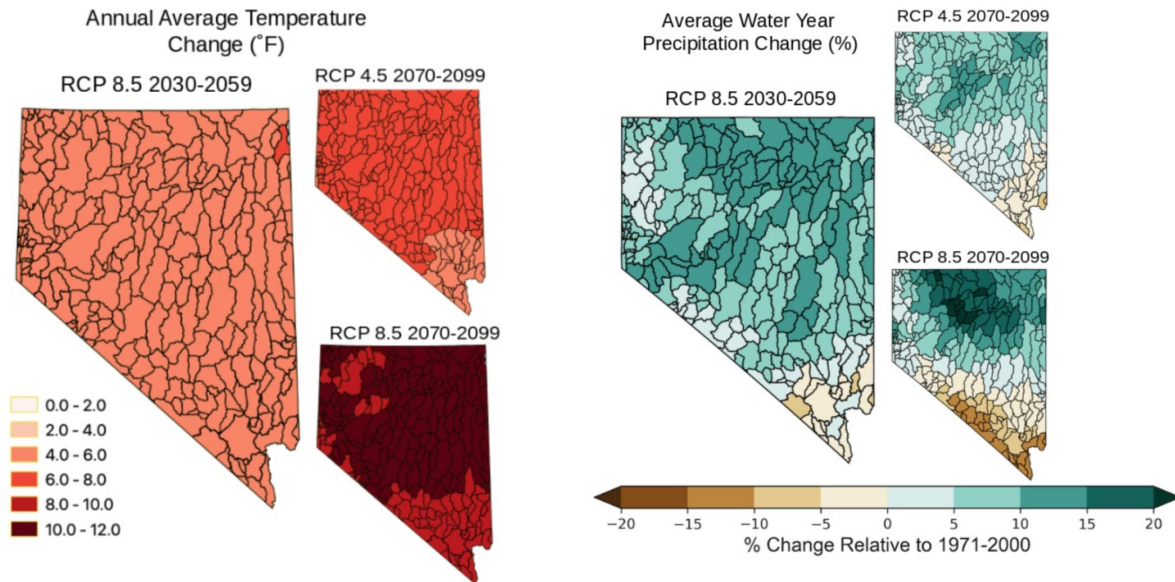 Annual Average Temperature
Change (˚F)
RCP 8.5 2030-2059
RCP 4.5 2070-2099
RCP 8.5 2070-2099
0.0 - 2.0
2.0 - 4.0
4.0 - 6.0
6.0 - 8.0
8.0 - 10.0
10.0 - 12.0
Average Water Year
Precipitation Change (%)
RCP 4.5 2070-2099
RCP 8.5 2030-2059
RCP 8.5 2070-2099
−20 −15 −10 −5 0 5 10 15 20
% Change Relative to 1971-2000